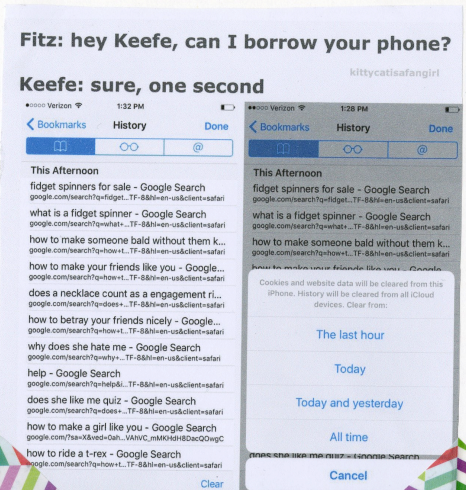 Fitz: hey Keefe, can I borrow your phone?
kittycatisafangirl
Keefe: sure, one second
Verizon 1:32 PM
Bookmarks History Done
@
This Afternoon
fidget spinners for sale - Google Search
google.com/search?q=fidget...TF-8&hl=en-us&client=safari
what is a fidget spinner - Google Search
google.com/search?q=what+...TF-8&hl=en-us&client=safari
how to make someone bald without them k...
google.com/search?q=how+t...TF-8&hl=en-us&client=safari
how to make your friends like you - Google...
google.com/search?q=how+t...TF-8&hl=en-us&client=safari
does a necklace count as a engagement ri...
google.com/search?q=does+...TF-8&hl=en-us&client=safari
how to betray your friends nicely - Google...
google.com/search?q=how+t...TF-8&hl=en-us&client=safari
why does she hate me - Google Search
google.com/search?q=why+...TF-8&hl=en-us&client=safari
help - Google Search
google.com/search?q=help&i...TF-8&hl=en-us&client=safari
does she like me quiz - Google Search
google.com/search?q=does+...TF-8&hl=en-us&client=safari
how to make a girl like you - Google Search
google.com/?sa=X&ved=0ah...VAhVC_mMKHdH8DacQOwgC
how to ride a t-rex - Google Search
google.com/search?q=how+t...TF-8&hl=en-us&client=safari
Clear
Verizon 1:28 PM
Bookmarks History Done
@
This Afternoon
fidget spinners for sale - Google Search
google.com/search?q=fidget...TF-8&hl=en-us&client=safari
what is a fidget spinner - Google Search
google.com/search?q=what+...TF-8&hl=en-us&client=safari
how to make someone bald without them k...
google.com/search?q=how+t...TF-8&hl=en-us&client=safari
how to make your friends like you - Google
Cookies and website data will be cleared from this
iPhone. History will be cleared from all iCloud
devices. Clear from:
The last hour
Today
Today and yesterday
All time
does she like me quiz - Google Search
Cancel